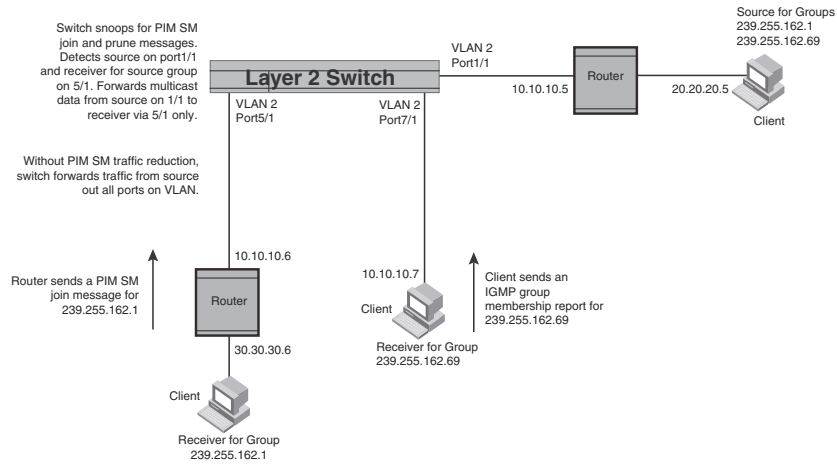 Switch snoops for PIM SM
join and prune messages.
Detects source on port1/1
and receiver for source group
on 5/1. Forwards multicast
data from source on 1/1 to
receiver via 5/1 only.
Without PIM SM traffic reduction,
switch forwards traffic from source
out all ports on VLAN.
Layer 2 Switch
VLAN 2
Port1/1
VLAN 2
Port5/1
VLAN 2
Port7/1
10.10.10.5
Router
20.20.20.5
Source for Groups
239.255.162.1
239.255.162.69
Client
Router sends a PIM SM
join message for
239.255.162.1
10.10.10.6
Router
30.30.30.6
Client
Receiver for Group
239.255.162.1
10.10.10.7
Client
Receiver for Group
239.255.162.69
Client sends an
IGMP group
membership report for
239.255.162.69